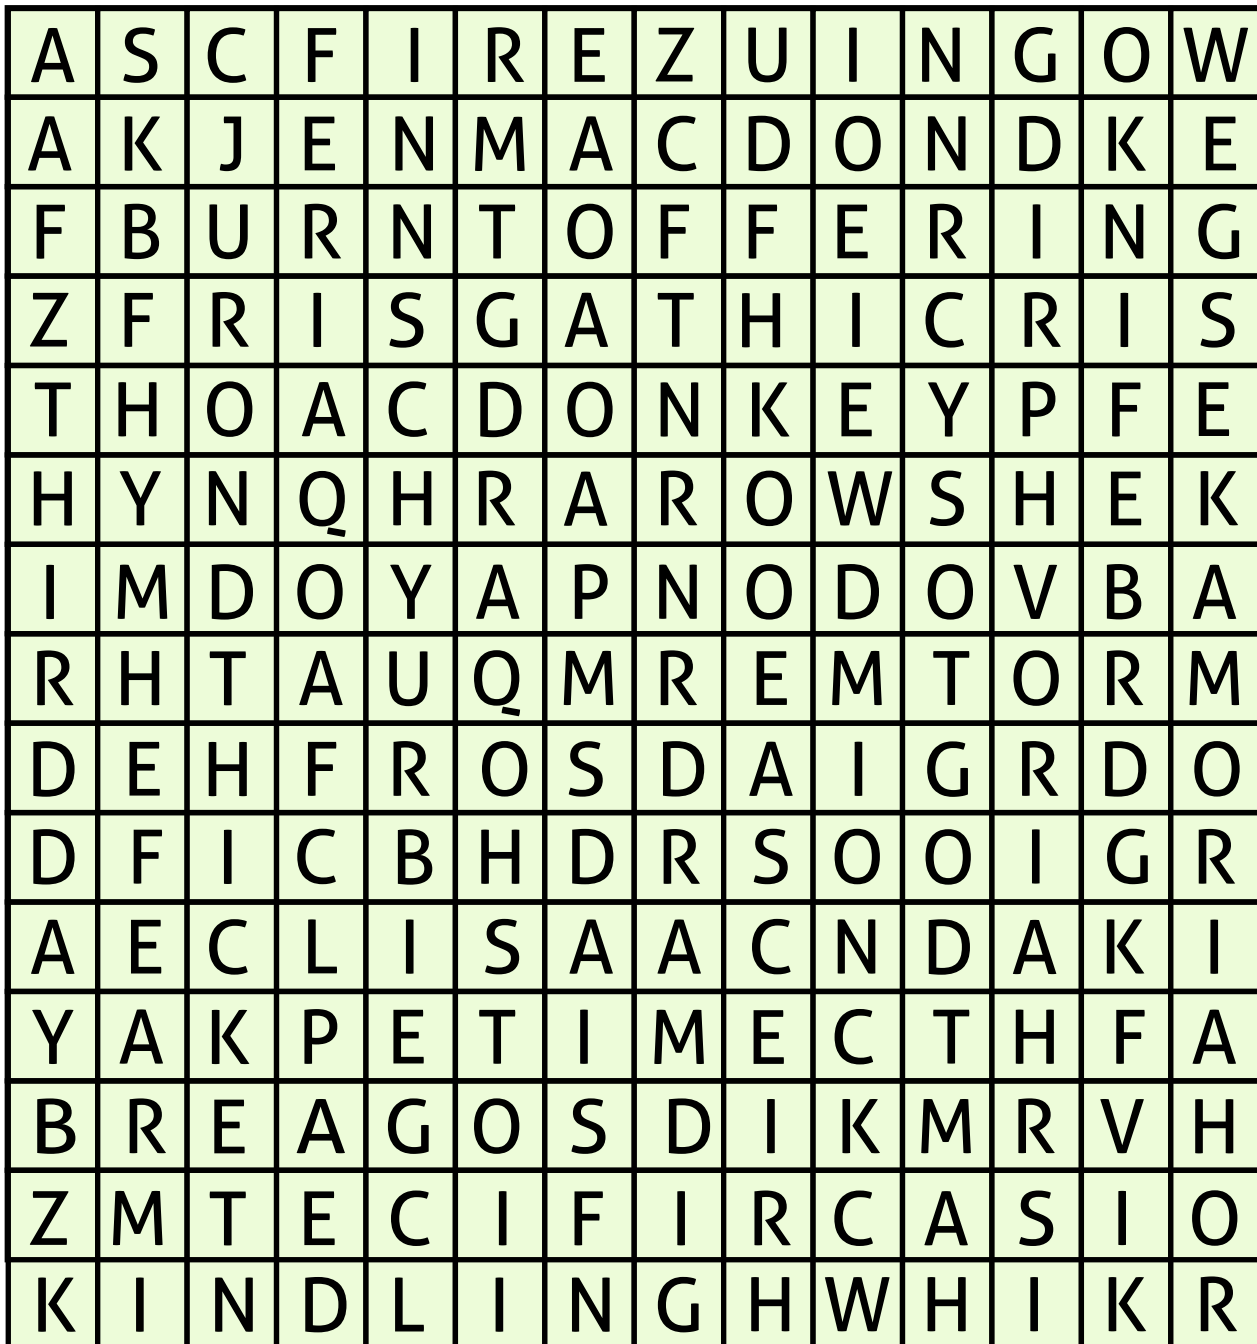 A S C F I R E Z U I N G O W
A K J E N M A C D O N D K E
F B U R N T O F F E R I N G
Z F R I S G A T H I C R I S
T H O A C D O N K E Y P F E
H Y N Q H R A R O W S H E K
I M D O Y A P N O D O V B A
R H T A U Q M R E M T O R M
D E H F R O S D A I G R D O
D F I C B H D R S O O I G R
A E C L I S A A C N D A K I
Y A K P E T I M E C T H F A
B R E A G O S D I K M R V H
Z M T E C I F I R C A S I O
K I N D L I N G H W H I K R